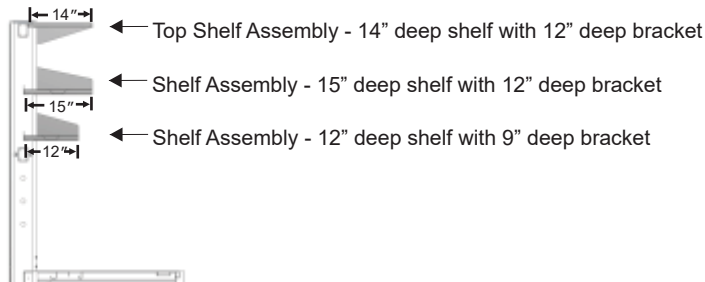 14”
Top Shelf Assembly - 14” deep shelf with 12” deep bracket
Shelf Assembly - 15” deep shelf with 12” deep bracket
15”
Shelf Assembly - 12” deep shelf with 9” deep bracket
12”